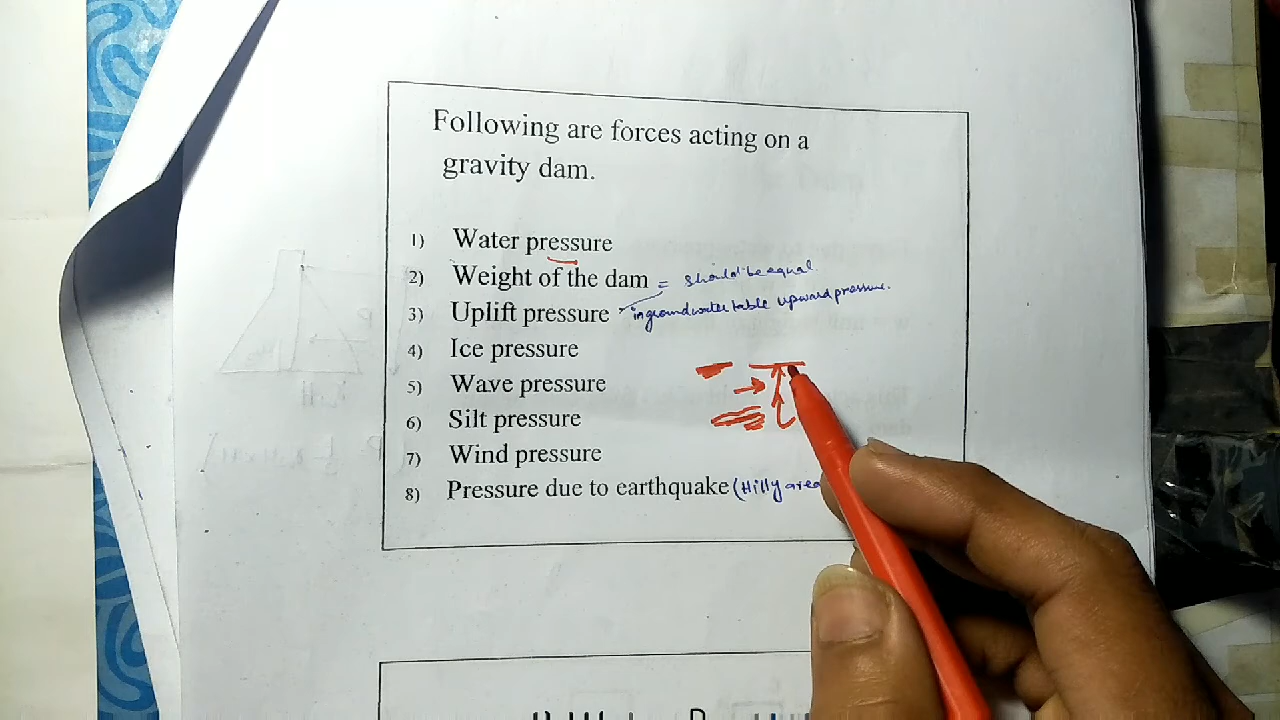 Following are forces acting on a
gravity dam.
1) Water pressure
2) Weight of the dam = should be equal.
3) Uplift pressure in groundwater table upward pressure.
4) Ice pressure
5) Wave pressure
6) Silt pressure
7) Wind pressure
8) Pressure due to earthquake (Hilly area